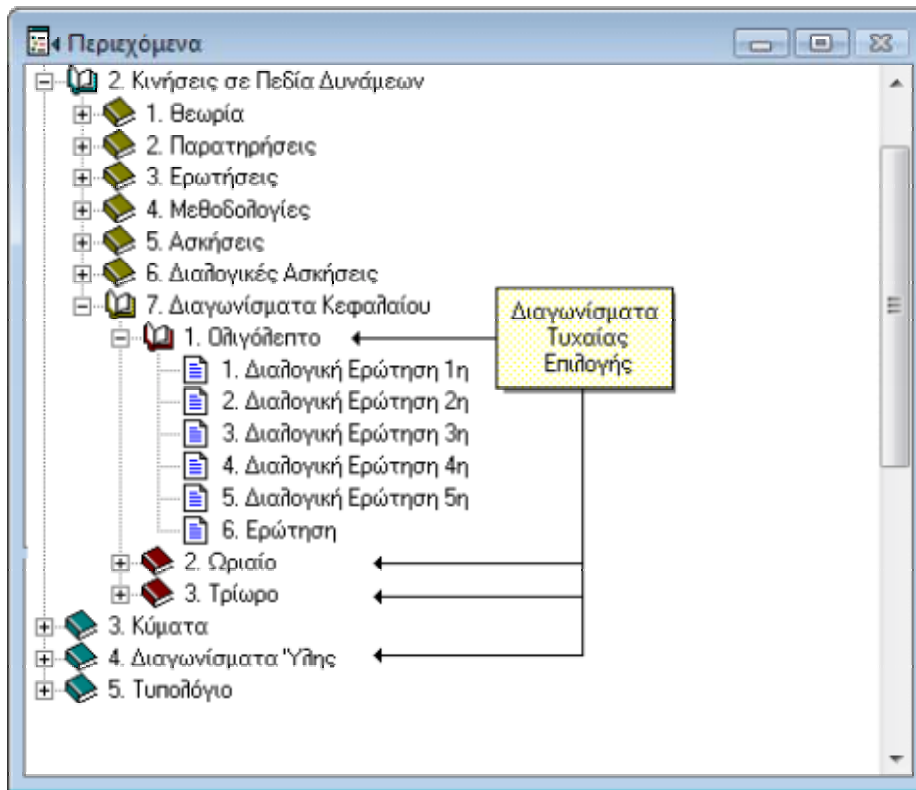 Περιεχόμενα
2. Κινήσεις σε Πεδία Δυνάμεων
1. Θεωρία
2. Παρατηρήσεις
3. Ερωτήσεις
4. Μεθοδολογίες
5. Ασκήσεις
6. Διαλογικές Ασκήσεις
7. Διαγωνίσματα Κεφαλαίου
1. Ολιγόλεπτο
1. Διαλογική Ερώτηση 1η
2. Διαλογική Ερώτηση 2η
3. Διαλογική Ερώτηση 3η
4. Διαλογική Ερώτηση 4η
5. Διαλογική Ερώτηση 5η
6. Ερώτηση
2. Ωριαίο
3. Τρίωρο
3. Κύματα
4. Διαγωνίσματα Ύλης
5. Τυπολόγιο
Διαγωνίσματα
Τυχαίας
Επιλογής